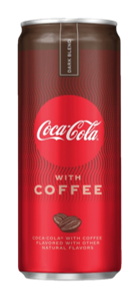 DARK BLEND
Coca-Cola
WITH
COFFEE
COCA-COLA® WITH COFFEE
FLAVORED WITH OTHER
NATURAL FLAVORS